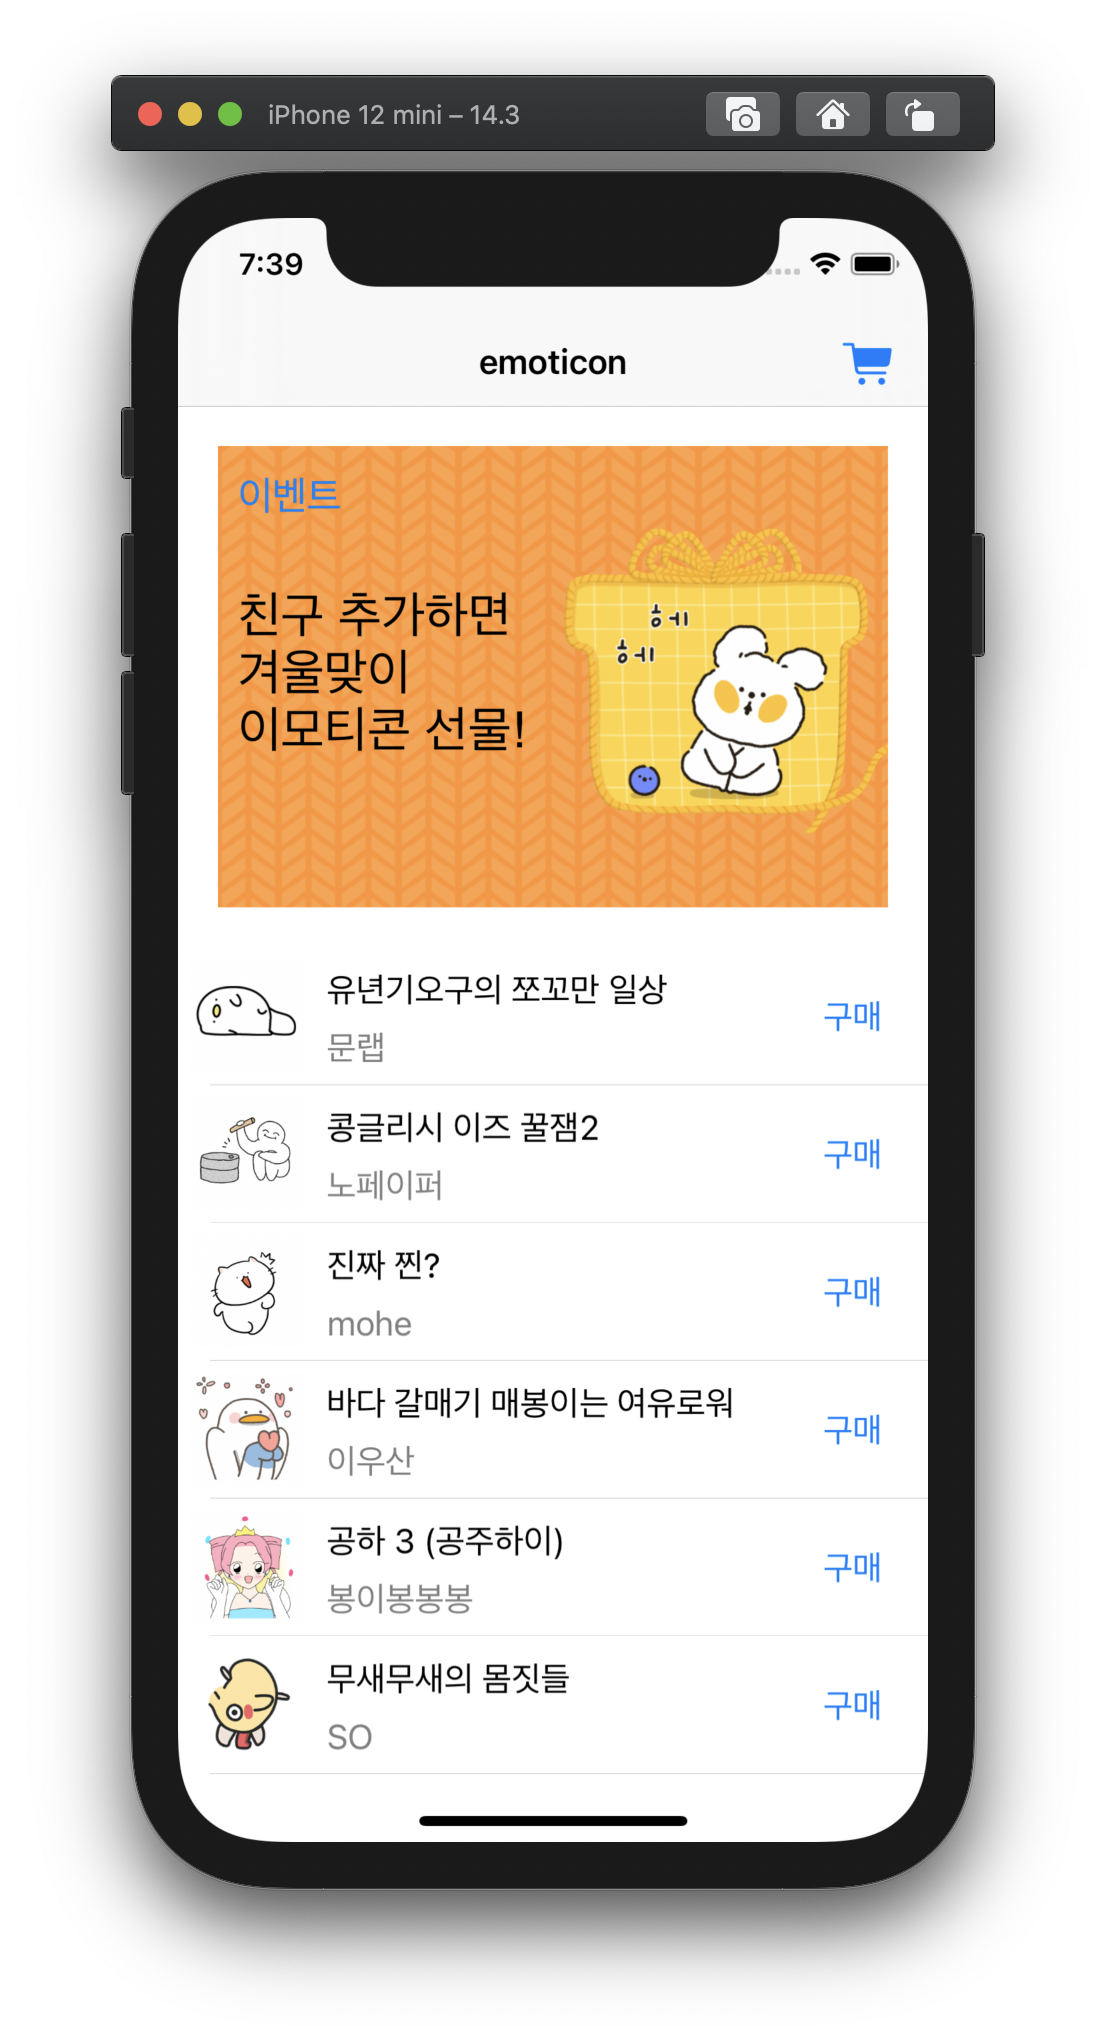 iPhone 12 mini – 14.3
7:39
emoticon
이벤트
친구 추가하면
겨울맞이
이모티콘 선물!
헤
헤
유년기오구의 쪼꼬만 일상
문랩
구매
콩글리시 이즈 꿀잼2
노페이퍼
구매
진짜 찐?
mohe
구매
바다 갈매기 매봉이는 여유로워
이우산
구매
공하 3 (공주하이)
봉이봉봉봉
구매
무새무새의 몸짓들
SO
구매